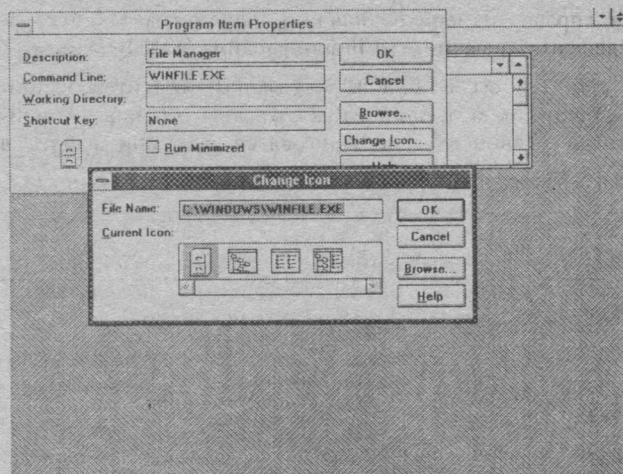 Program Item Properties
Description: File Manager
Command Line: WINFILE.EXE
Working Directory:
Shortcut Key: None
Run Minimized
OK
Cancel
Browse...
Change Icon...
Help
Change Icon
File Name: C:\WINDOWS\WINFILE.EXE
Current Icon:
OK
Cancel
Browse...
Help